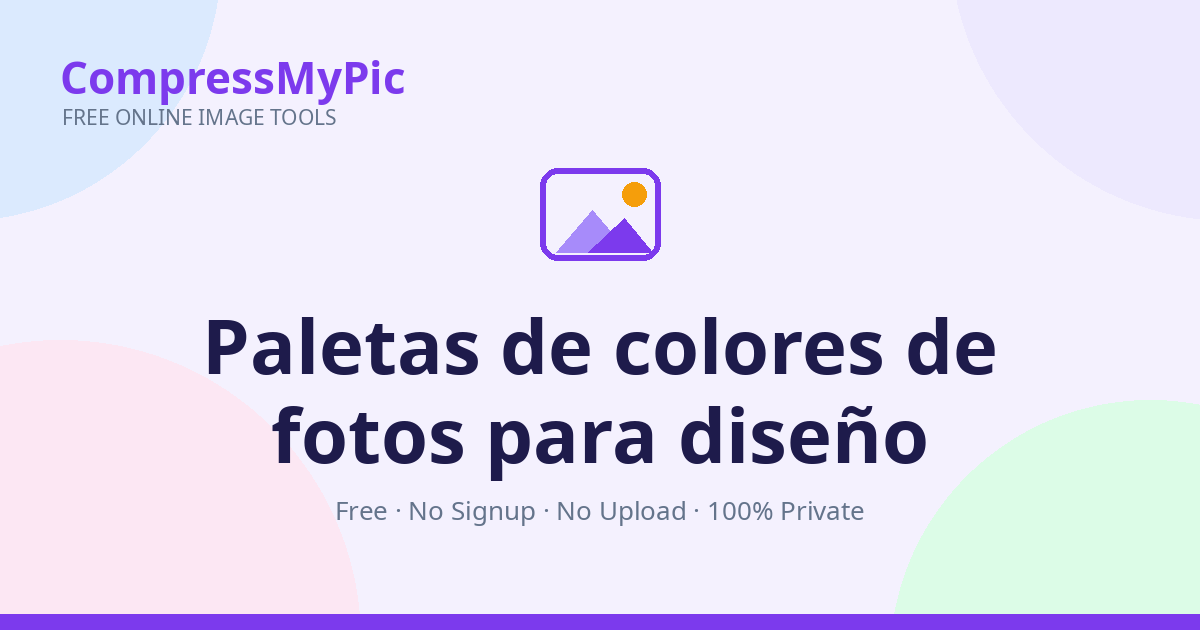 CompressMyPic
FREE ONLINE IMAGE TOOLS
Paletas de colores de
fotos para diseño
Free · No Signup · No Upload · 100% Private